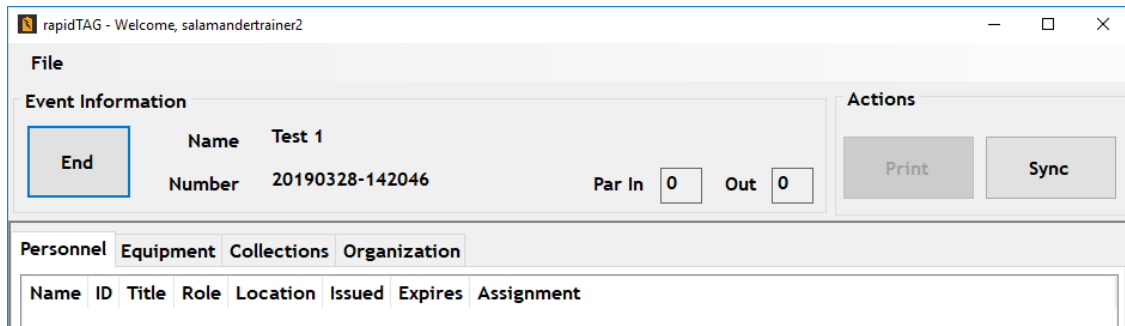 rapidTAG - Welcome, salamandertrainer2
File
Event Information
Actions
End
Name Test 1
Number 20190328-142046
Par In 0 Out 0
Print
Sync
Personnel Equipment Collections Organization
Name ID Title Role Location Issued Expires Assignment